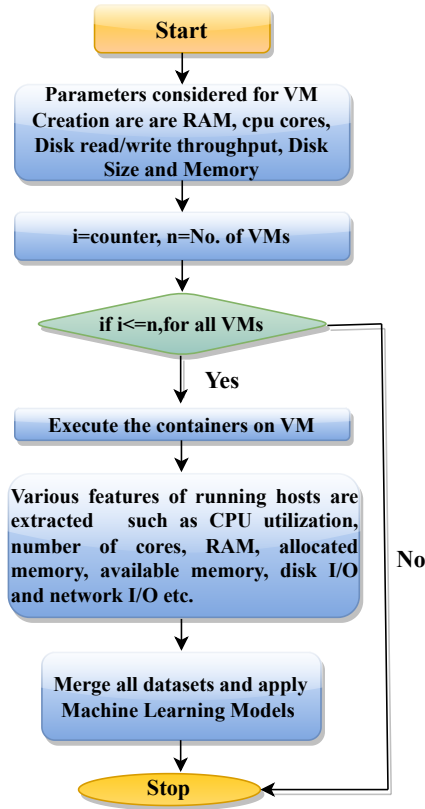 Start
Parameters considered for VM
Creation are are RAM, cpu cores,
Disk read/write throughput, Disk
Size and Memory
i=counter, n=No. of VMs
if i<=n,for all VMs
Yes
Execute the containers on VM
Various features of running hosts are
extracted such as CPU utilization,
number of cores, RAM, allocated
memory, available memory, disk I/O
and network I/O etc.
No
Merge all datasets and apply
Machine Learning Models
Stop